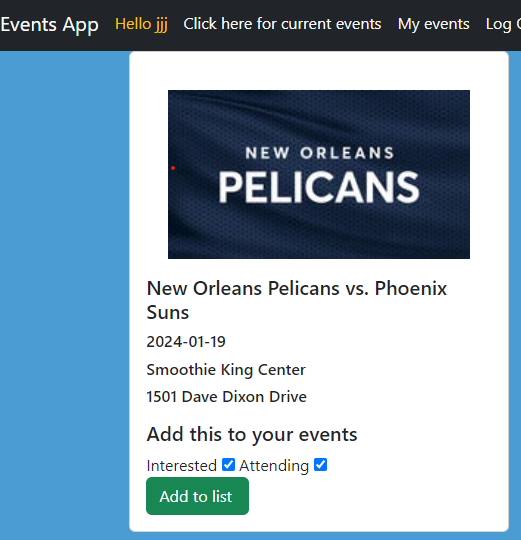 Events App Hello jjj Click here for current events My events Log
NEW ORLEANS
PELICANS
New Orleans Pelicans vs. Phoenix
Suns
2024-01-19
Smoothie King Center
1501 Dave Dixon Drive
Add this to your events
Interested Attending
Add to list